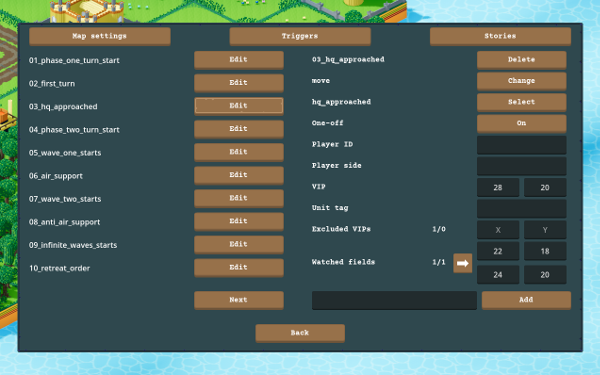 Map settings Triggers Stories
01_phase_one_turn_start Edit 03_hq_approached Delete
02_first_turn Edit move Change
03_hq_approached Edit hq_approached Select
04_phase_two_turn_start Edit One-off On
05_wave_one_starts Edit Player ID
06_air_support Edit Player side
07_wave_two_starts Edit VIP 28 20
08_anti_air_support Edit Unit tag
09_infinite_waves_starts Edit Excluded VIPs 1/0 X Y
10_retreat_order Edit Watched fields 1/1 22 18
24 20
Next Add
Back